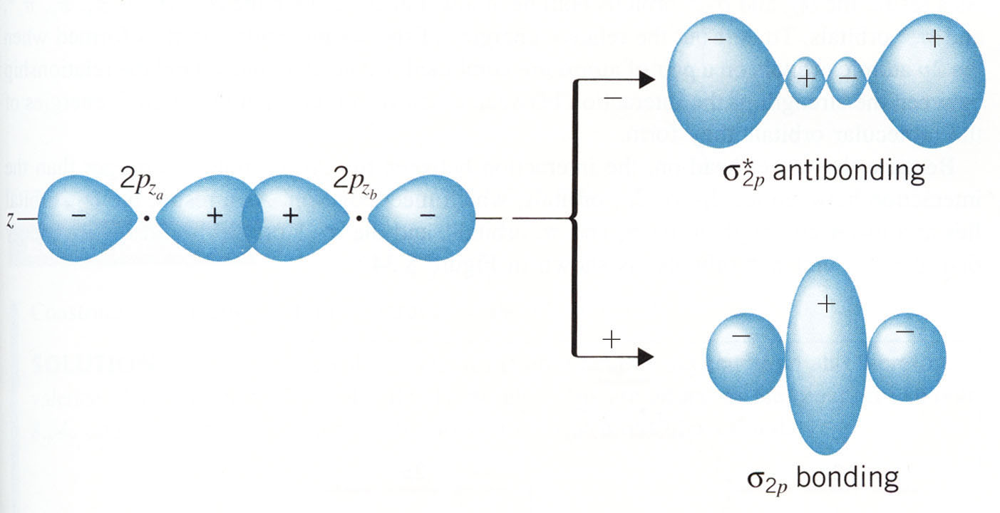 − + − +
−
σ*2p antibonding
2pza 2pzb
z − + + −
+
− + −
σ2p bonding